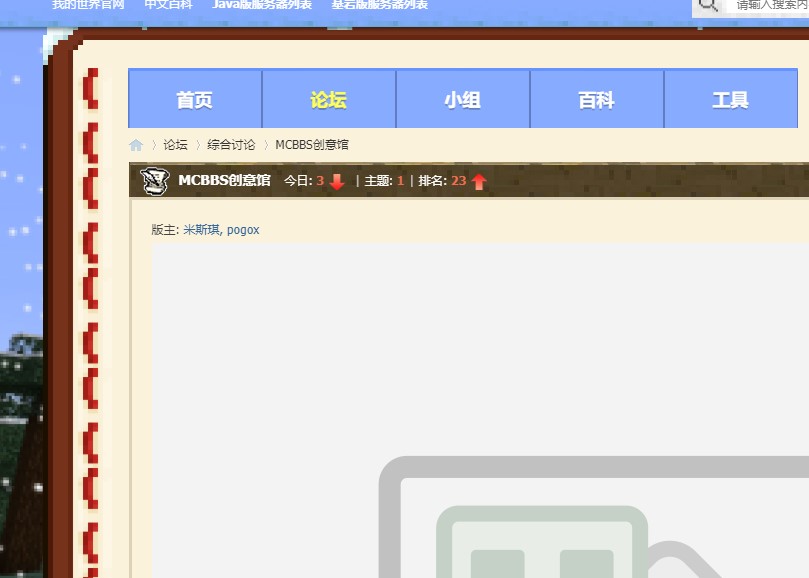 我的世界官网 中文百科 Java版服务器列表 基岩版服务器列表
请输入搜索内
首页 论坛 小组 百科 工具
论坛 〉 综合讨论 〉 MCBBS创意馆
MCBBS创意馆 今日: 3 | 主题: 1 | 排名: 23
版主: 米斯琪, pogox